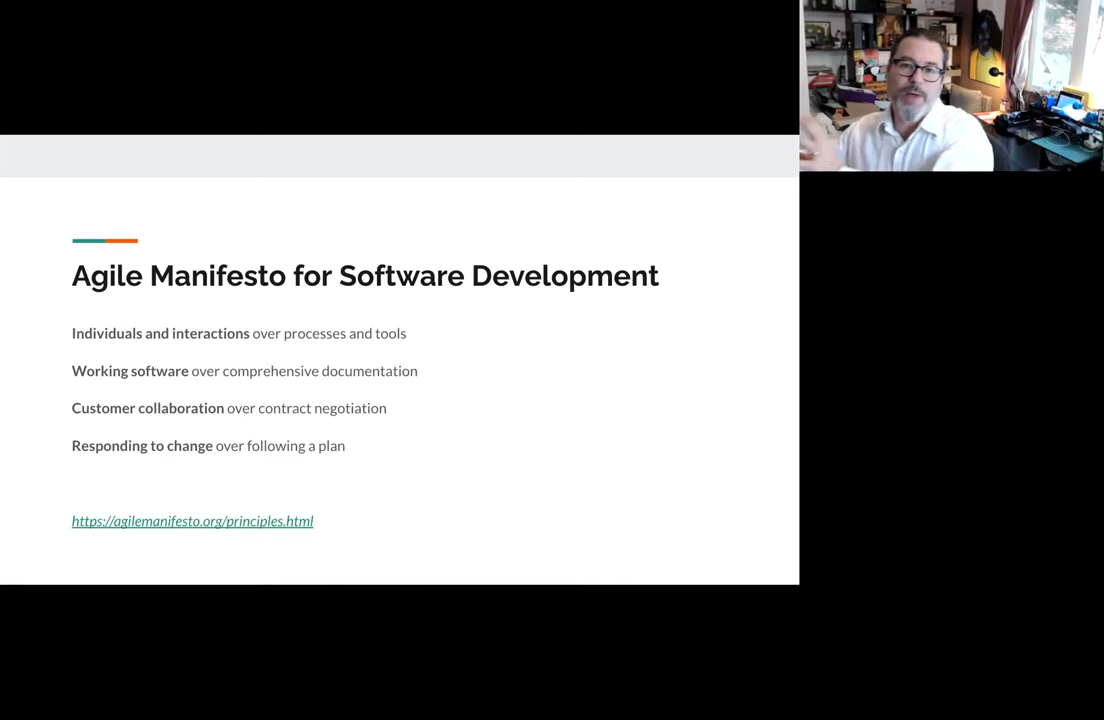 Agile Manifesto for Software Development
Individuals and interactions over processes and tools
Working software over comprehensive documentation
Customer collaboration over contract negotiation
Responding to change over following a plan
https://agilemanifesto.org/principles.html